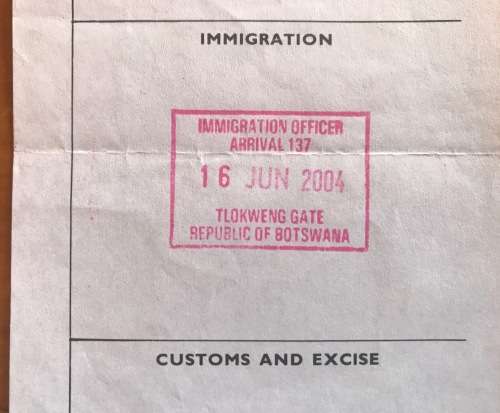 IMMIGRATION
IMMIGRATION OFFICER
ARRIVAL 137
16 JUN 2004
TLOKWENG GATE
REPUBLIC OF BOTSWANA
CUSTOMS AND EXCISE